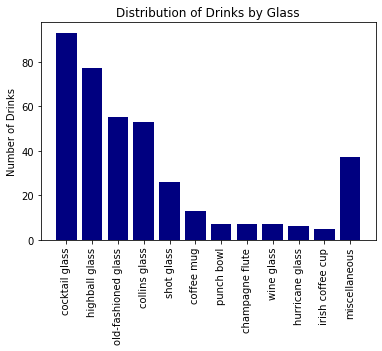 Distribution of Drinks by Glass
Number of Drinks
80
60
40
20
0
cocktail glass
highball glass
old-fashioned glass
collins glass
shot glass
coffee mug
punch bowl
champagne flute
wine glass
hurricane glass
irish coffee cup
miscellaneous